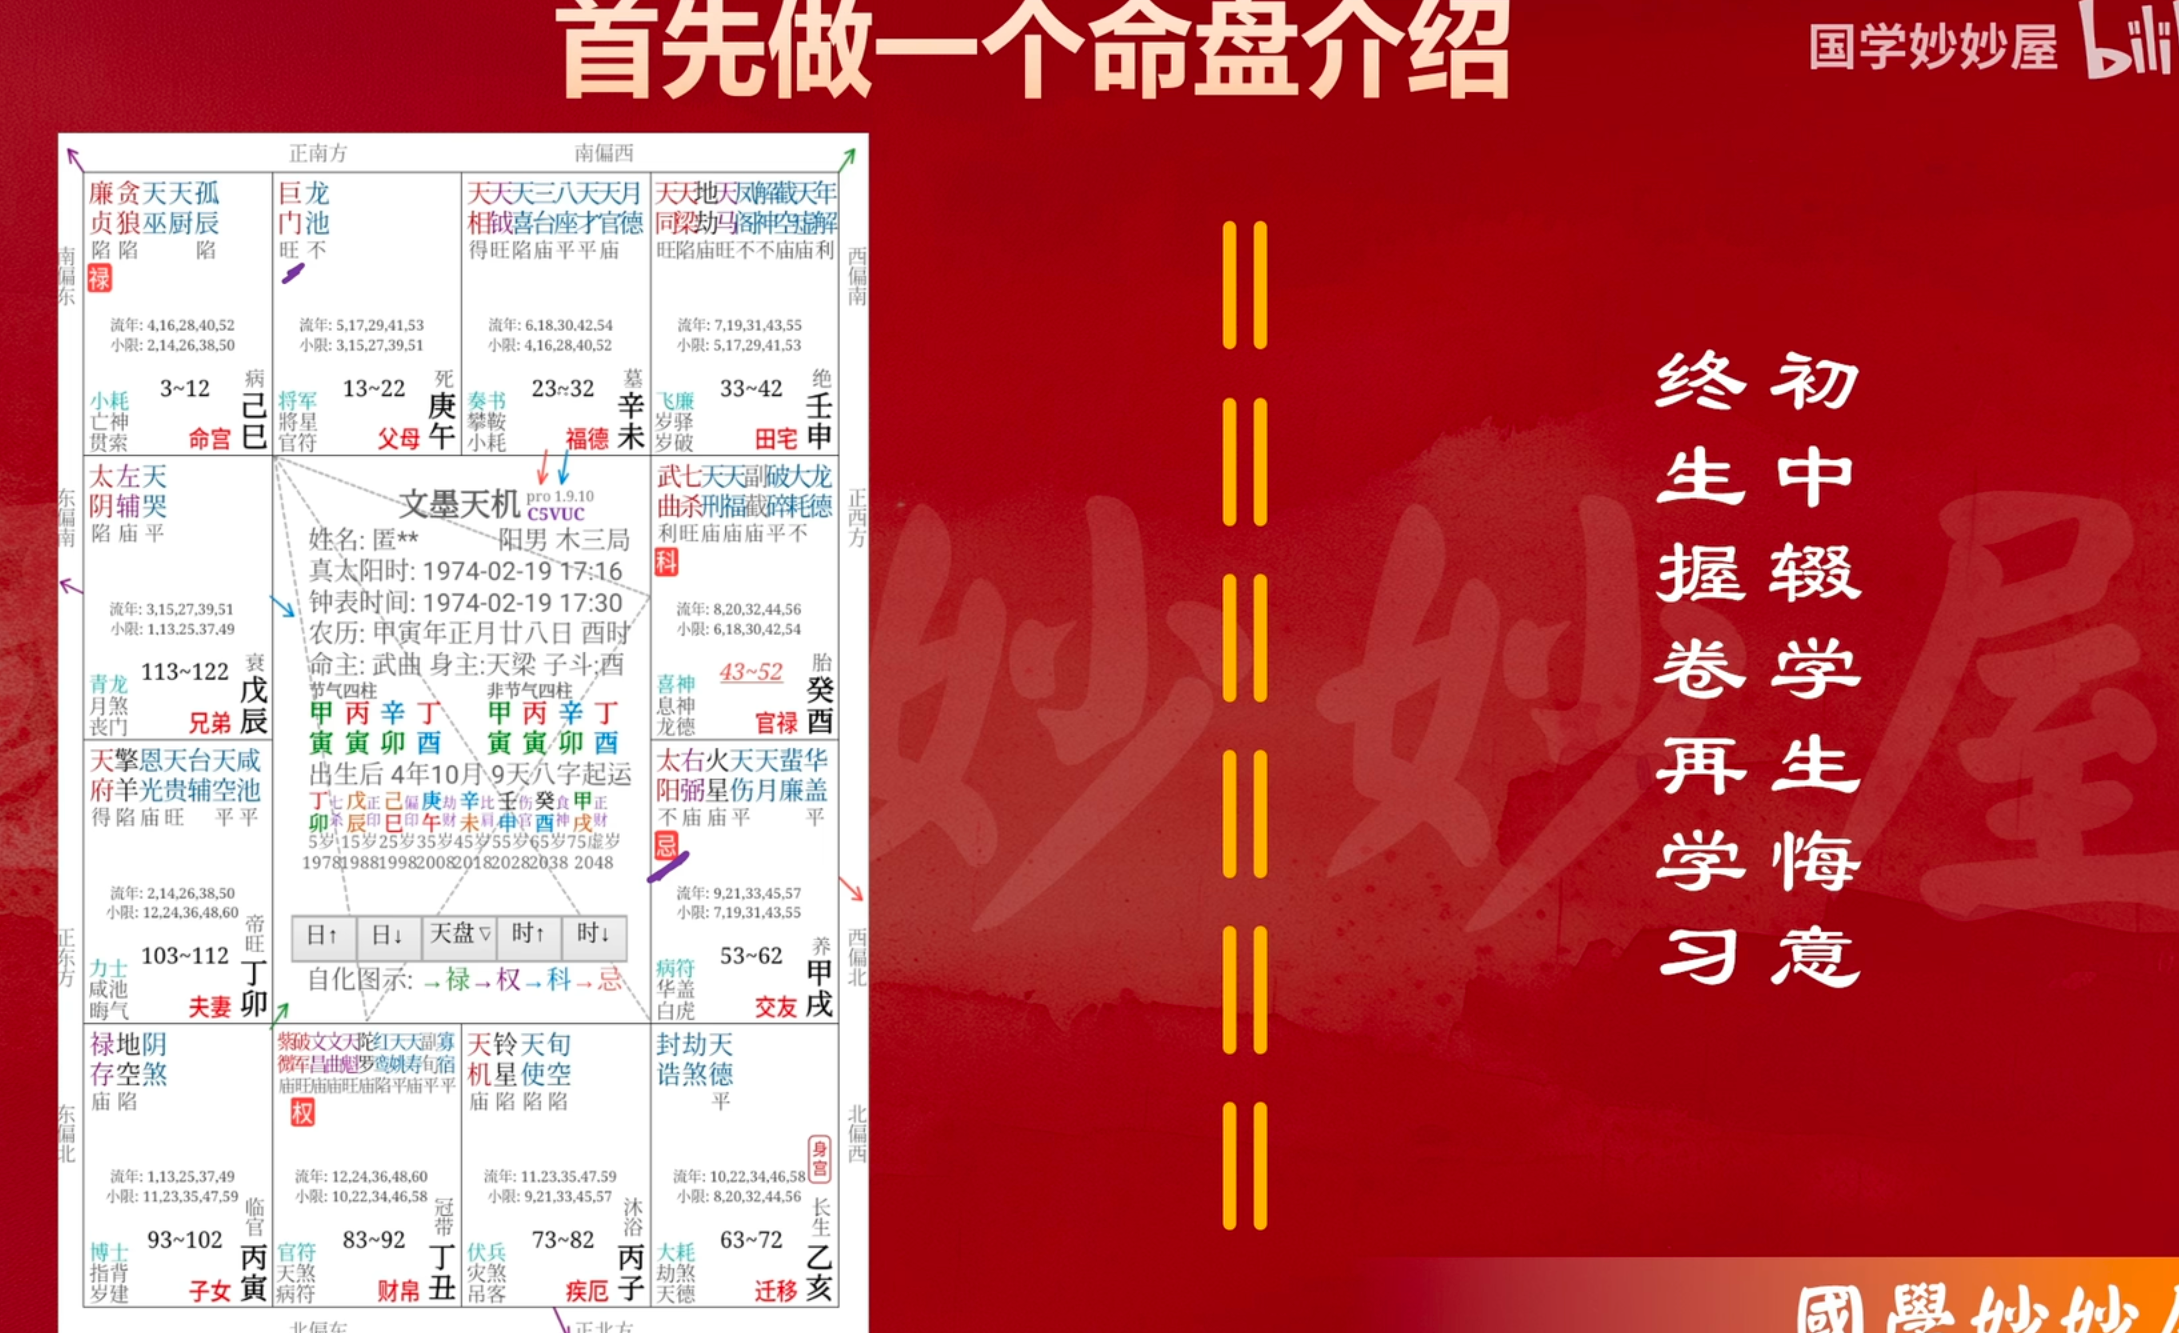 首先做一个命盘介绍
国学妙妙屋
bili
正南方
南偏西
廉贪天天孤
贞狼巫厨辰
陷陷 陷
禄
流年: 4,16,28,40,52
小限: 2,14,26,38,50
3~12
病
小耗
亡神
贯索
命宫
己巳
巨龙
门池
旺不
流年: 5,17,29,41,53
小限: 3,15,27,39,51
13~22
死
将军
將星
官符
父母
庚午
天天天三八天天月
相钺喜台座才官德
得旺陷庙平平庙
流年: 6,18,30,42,54
小限: 4,16,28,40,52
23~32
墓
奏书
攀鞍
小耗
福德
辛未
天天地天凤解截天年
同梁劫马阁神空虚解
旺陷庙旺不不庙庙利
流年: 7,19,31,43,55
小限: 5,17,29,41,53
33~42
绝
飞廉
岁驿
岁破
田宅
壬申
南偏东
西偏南
太左天
阴辅哭
陷庙平
流年: 3,15,27,39,51
小限: 1,13,25,37,49
113~122
衰
青龙
月煞
丧门
兄弟
戊辰
东偏南
文墨天机 pro 1.9.10
C5VUC
姓名: 匿** 阳男 木三局
真太阳时: 1974-02-19 17:16
钟表时间: 1974-02-19 17:30
农历: 甲寅年正月廿八日 酉时
命主: 武曲 身主:天梁 子斗:酉
节气四柱 非节气四柱
甲丙辛丁 甲丙辛丁
寅寅卯酉 寅寅卯酉
出生后 4年10月 9天八字起运
丁七戊正己偏庚劫辛比壬伤癸食甲正
卯杀辰印巳印午财未肩申官酉神戌财
5岁15岁25岁35岁45岁55岁65岁75虚岁
1978 1988 1998 2008 2018 2028 2038 2048
日↑ 日↓ 天盘▽ 时↑ 时↓
自化图示: →禄→权→科→忌
武七天天副破大龙
曲杀刑福截碎耗德
利旺庙庙庙平不
科
流年: 8,20,32,44,56
小限: 6,18,30,42,54
43~52
胎
喜神
息神
龙德
官禄
癸酉
正西方
天擎恩天台天咸
府羊光贵辅空池
得陷庙旺 平平
流年: 2,14,26,38,50
小限: 12,24,36,48,60
103~112
帝旺
力士
咸池
晦气
夫妻
丁卯
正东方
太右火天天蜚华
阳弼星伤月廉盖
不庙庙平 平
忌
流年: 9,21,33,45,57
小限: 7,19,31,43,55
53~62
养
病符
华盖
白虎
交友
甲戌
西偏北
禄地阴
存空煞
庙陷
流年: 1,13,25,37,49
小限: 11,23,35,47,59
93~102
临官
博士
指背
岁建
子女
丙寅
东偏北
紫破文文天陀红天天副寡
微军昌曲魁罗鸾姚寿旬宿
庙旺庙庙旺庙陷平庙平平
权
流年: 12,24,36,48,60
小限: 10,22,34,46,58
83~92
冠带
官符
天煞
病符
财帛
丁丑
天铃天旬
机星使空
庙陷陷陷
流年: 11,23,35,47,59
小限: 9,21,33,45,57
73~82
沐浴
伏兵
灾煞
吊客
疾厄
丙子
封劫天
诰煞德
平
身宫
流年: 10,22,34,46,58
小限: 8,20,32,44,56
63~72
长生
大耗
劫煞
天德
迁移
乙亥
北偏西
北偏东
正北方
初中辍学生悔意
终生握卷再学习
妙妙屋
國學妙妙